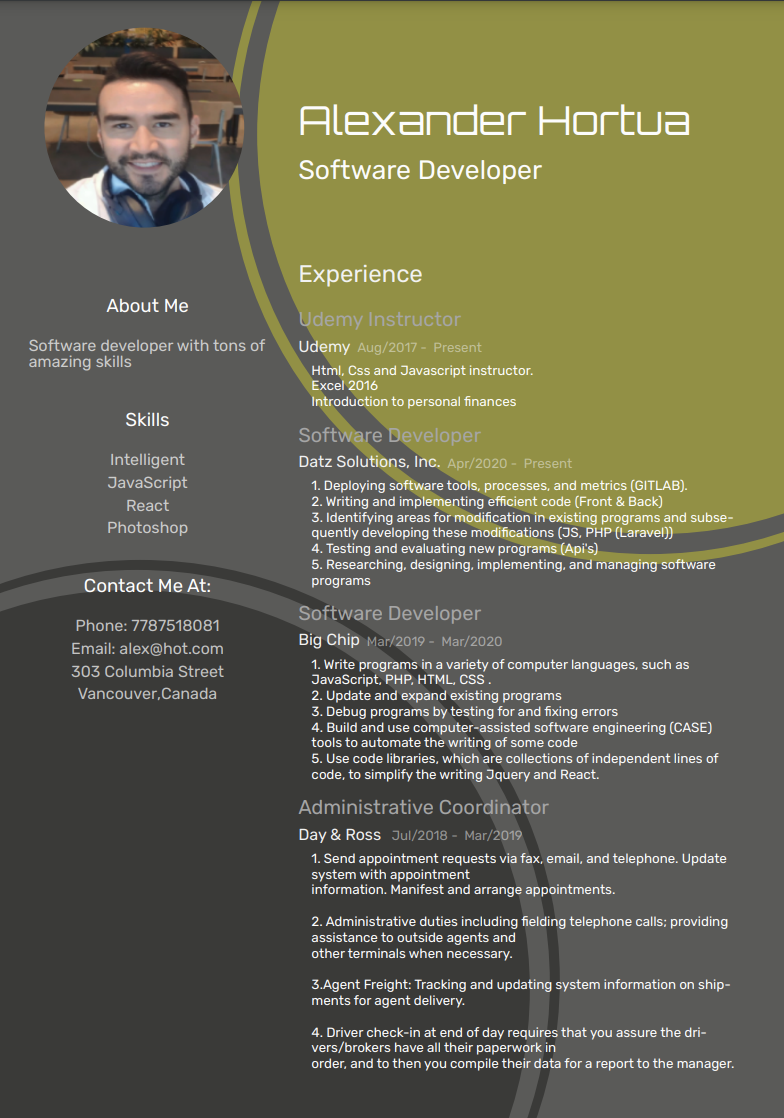 Alexander Hortua
Software Developer
About Me
Software developer with tons of
amazing skills
Skills
Intelligent
JavaScript
React
Photoshop
Contact Me At:
Phone: 7787518081
Email: alex@hot.com
303 Columbia Street
Vancouver,Canada
Experience
Udemy Instructor
Udemy Aug/2017 - Present
Html, Css and Javascript instructor.
Excel 2016
Introduction to personal finances
Software Developer
Datz Solutions, Inc. Apr/2020 - Present
1. Deploying software tools, processes, and metrics (GITLAB).
2. Writing and implementing efficient code (Front & Back)
3. Identifying areas for modification in existing programs and subse-
quently developing these modifications (JS, PHP (Laravel))
4. Testing and evaluating new programs (Api's)
5. Researching, designing, implementing, and managing software
programs
Software Developer
Big Chip Mar/2019 - Mar/2020
1. Write programs in a variety of computer languages, such as
JavaScript, PHP, HTML, CSS .
2. Update and expand existing programs
3. Debug programs by testing for and fixing errors
4. Build and use computer-assisted software engineering (CASE)
tools to automate the writing of some code
5. Use code libraries, which are collections of independent lines of
code, to simplify the writing Jquery and React.
Administrative Coordinator
Day & Ross Jul/2018 - Mar/2019
1. Send appointment requests via fax, email, and telephone. Update
system with appointment
information. Manifest and arrange appointments.
2. Administrative duties including fielding telephone calls; providing
assistance to outside agents and
other terminals when necessary.
3.Agent Freight: Tracking and updating system information on ship-
ments for agent delivery.
4. Driver check-in at end of day requires that you assure the dri-
vers/brokers have all their paperwork in
order, and to then you compile their data for a report to the manager.